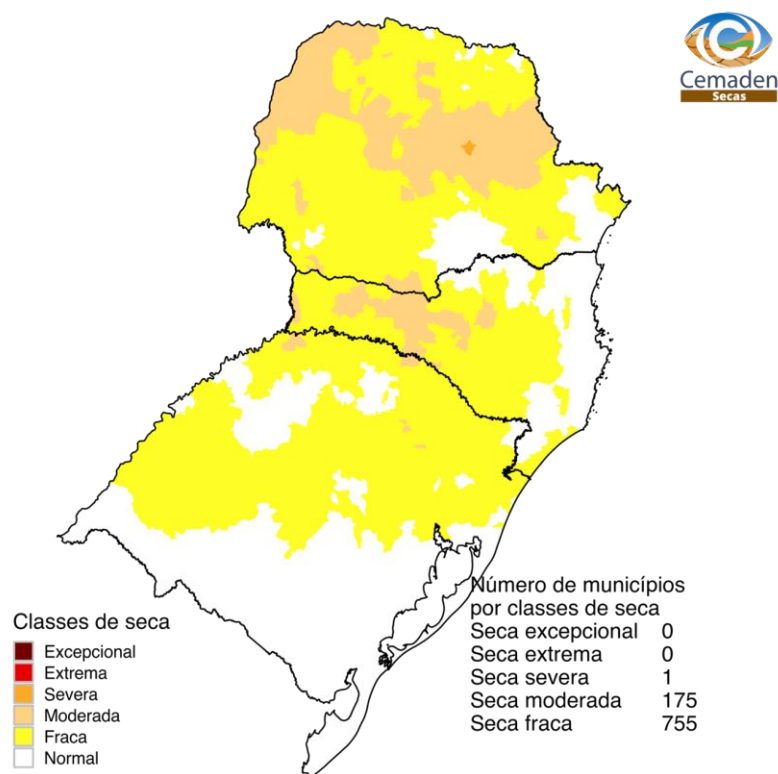 Cemaden
Secas
Classes de seca
Excepcional
Extrema
Severa
Moderada
Fraca
Normal
Número de municípios
por classes de seca
Seca excepcional 0
Seca extrema 0
Seca severa 1
Seca moderada 175
Seca fraca 755